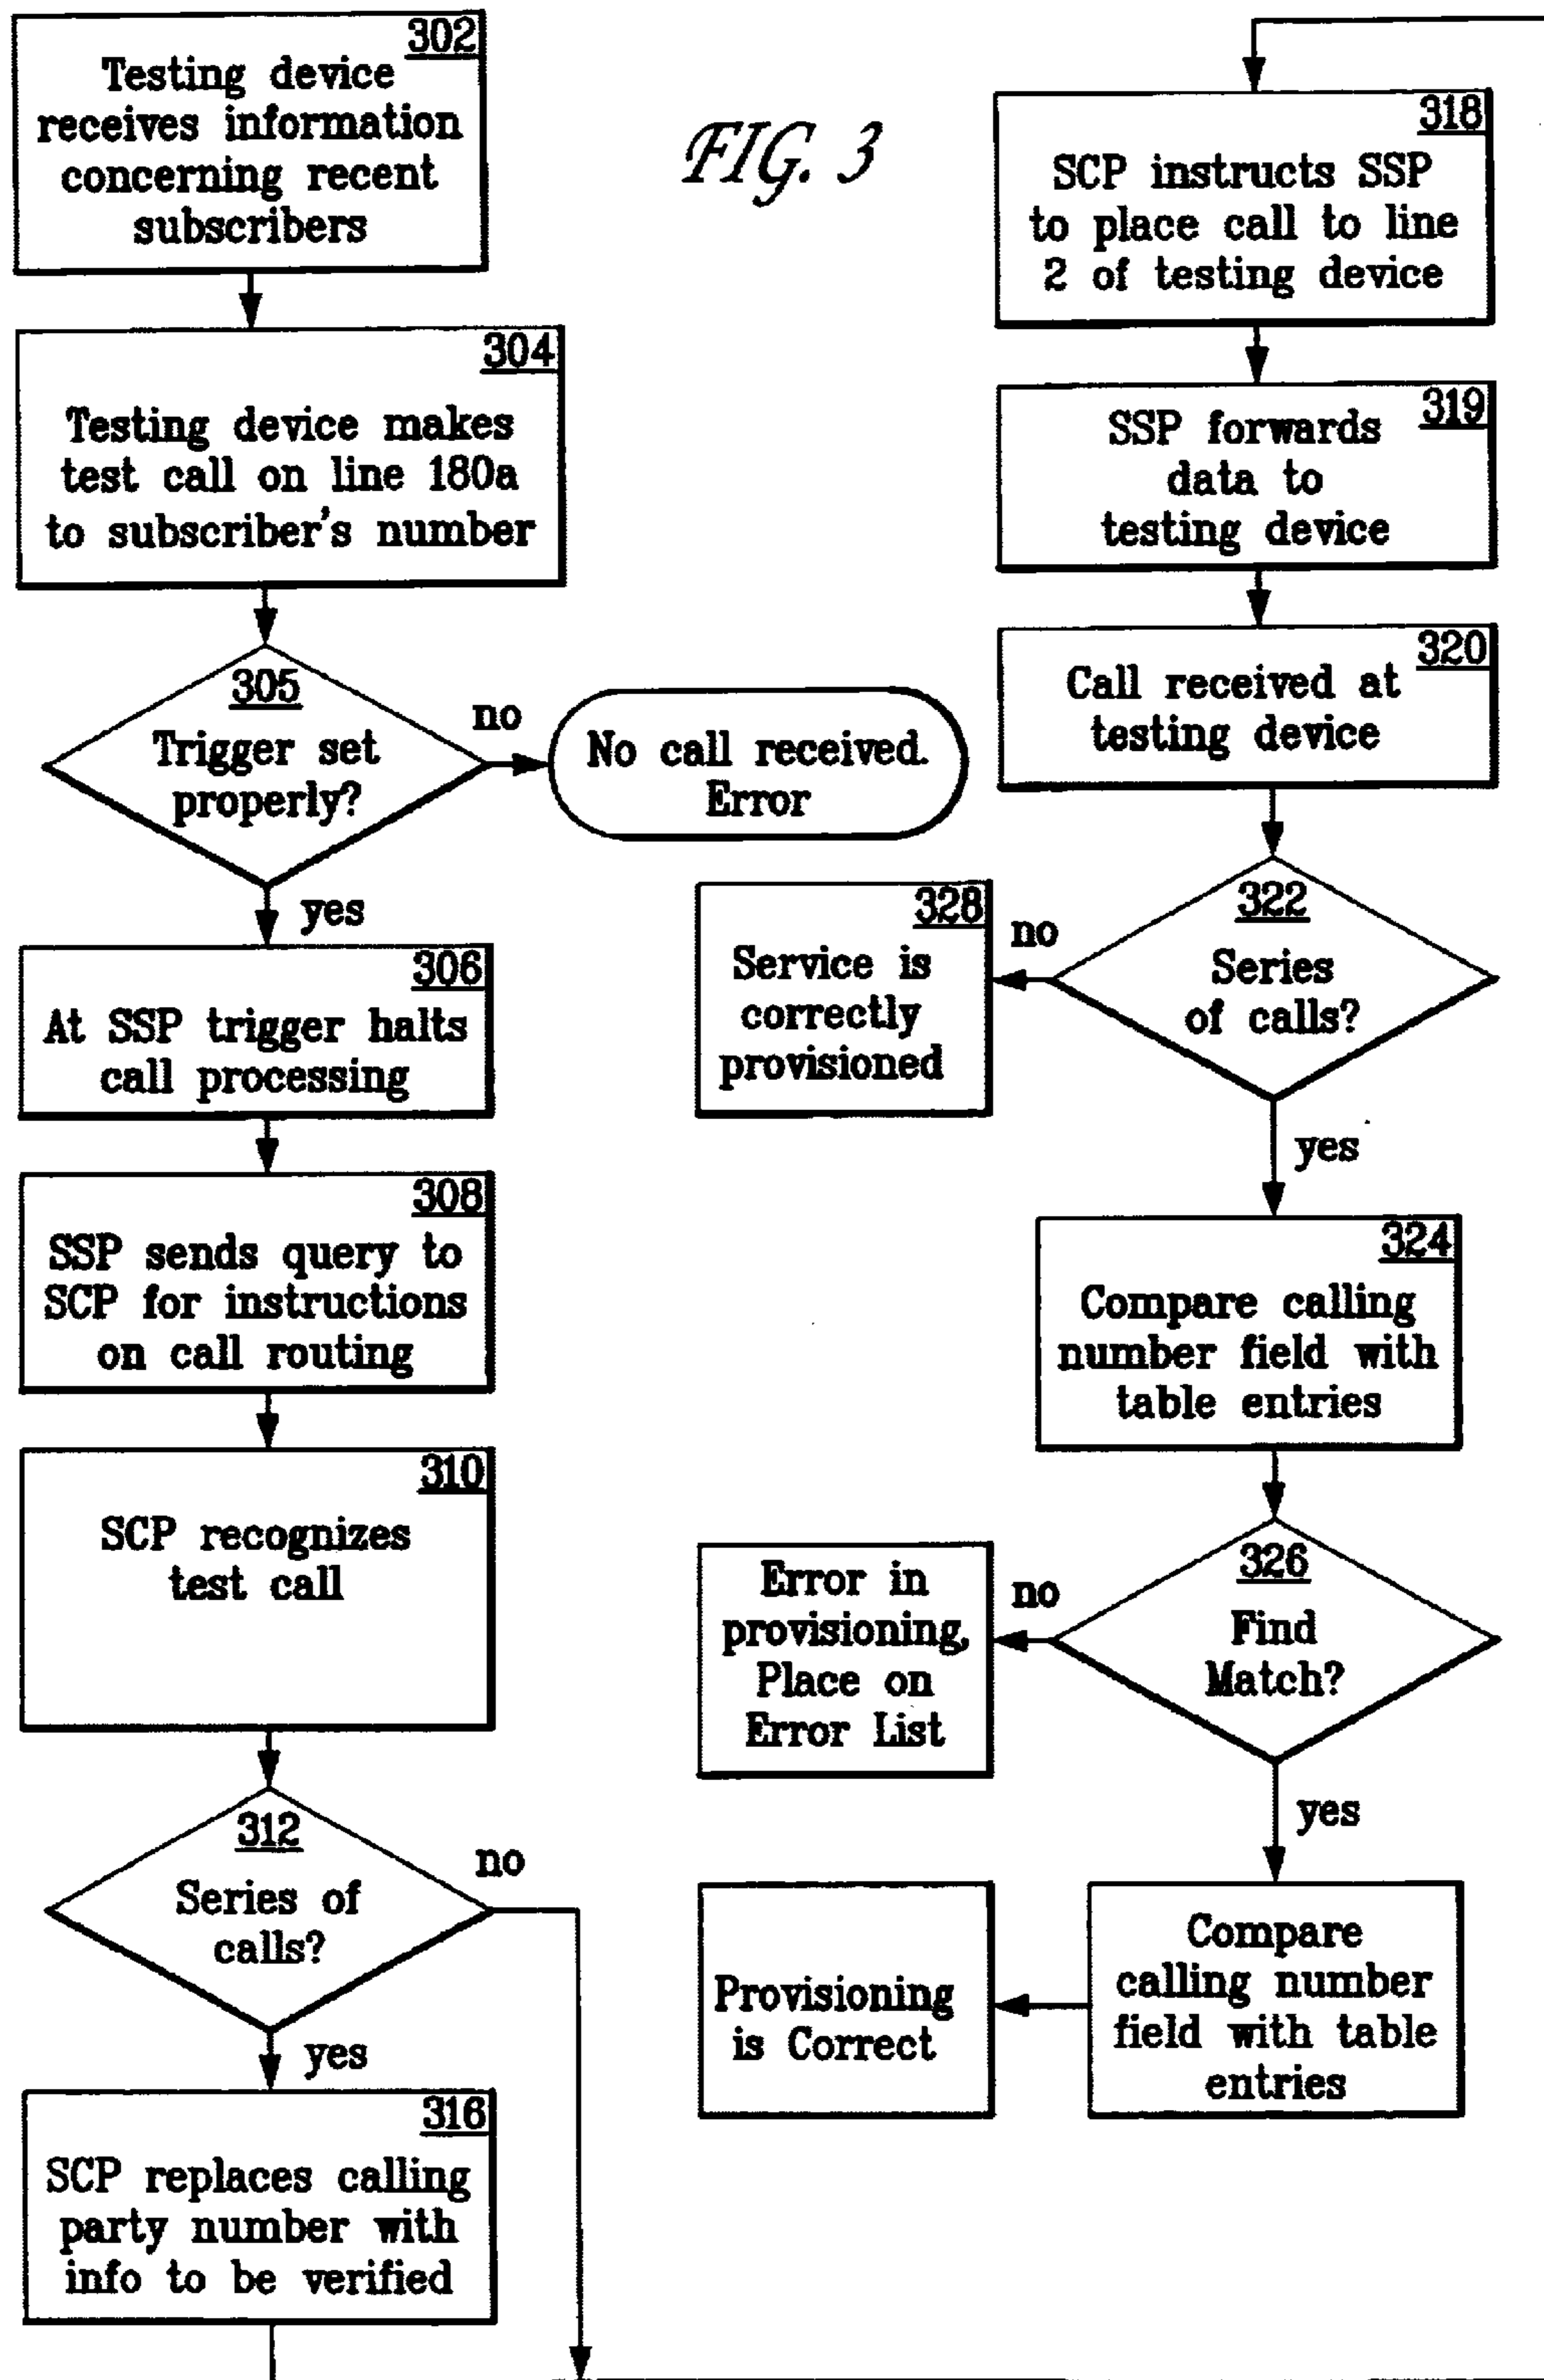 302
Testing device
receives information
concerning recent
subscribers
304
Testing device makes
test call on line 180a
to subscriber's number
305
Trigger set
properly?
no
No call received.
Error
yes
306
At SSP trigger halts
call processing
308
SSP sends query to
SCP for instructions
on call routing
310
SCP recognizes
test call
312
Series of
calls?
no
yes
316
SCP replaces calling
party number with
info to be verified
FIG. 3
318
SCP instructs SSP
to place call to line
2 of testing device
319
SSP forwards
data to
testing device
320
Call received at
testing device
322
Series
of calls?
no
328
Service is
correctly
provisioned
yes
324
Compare calling
number field with
table entries
326
Find
Match?
no
Error in
provisioning,
Place on
Error List
yes
Compare
calling number
field with table
entries
Provisioning
is Correct